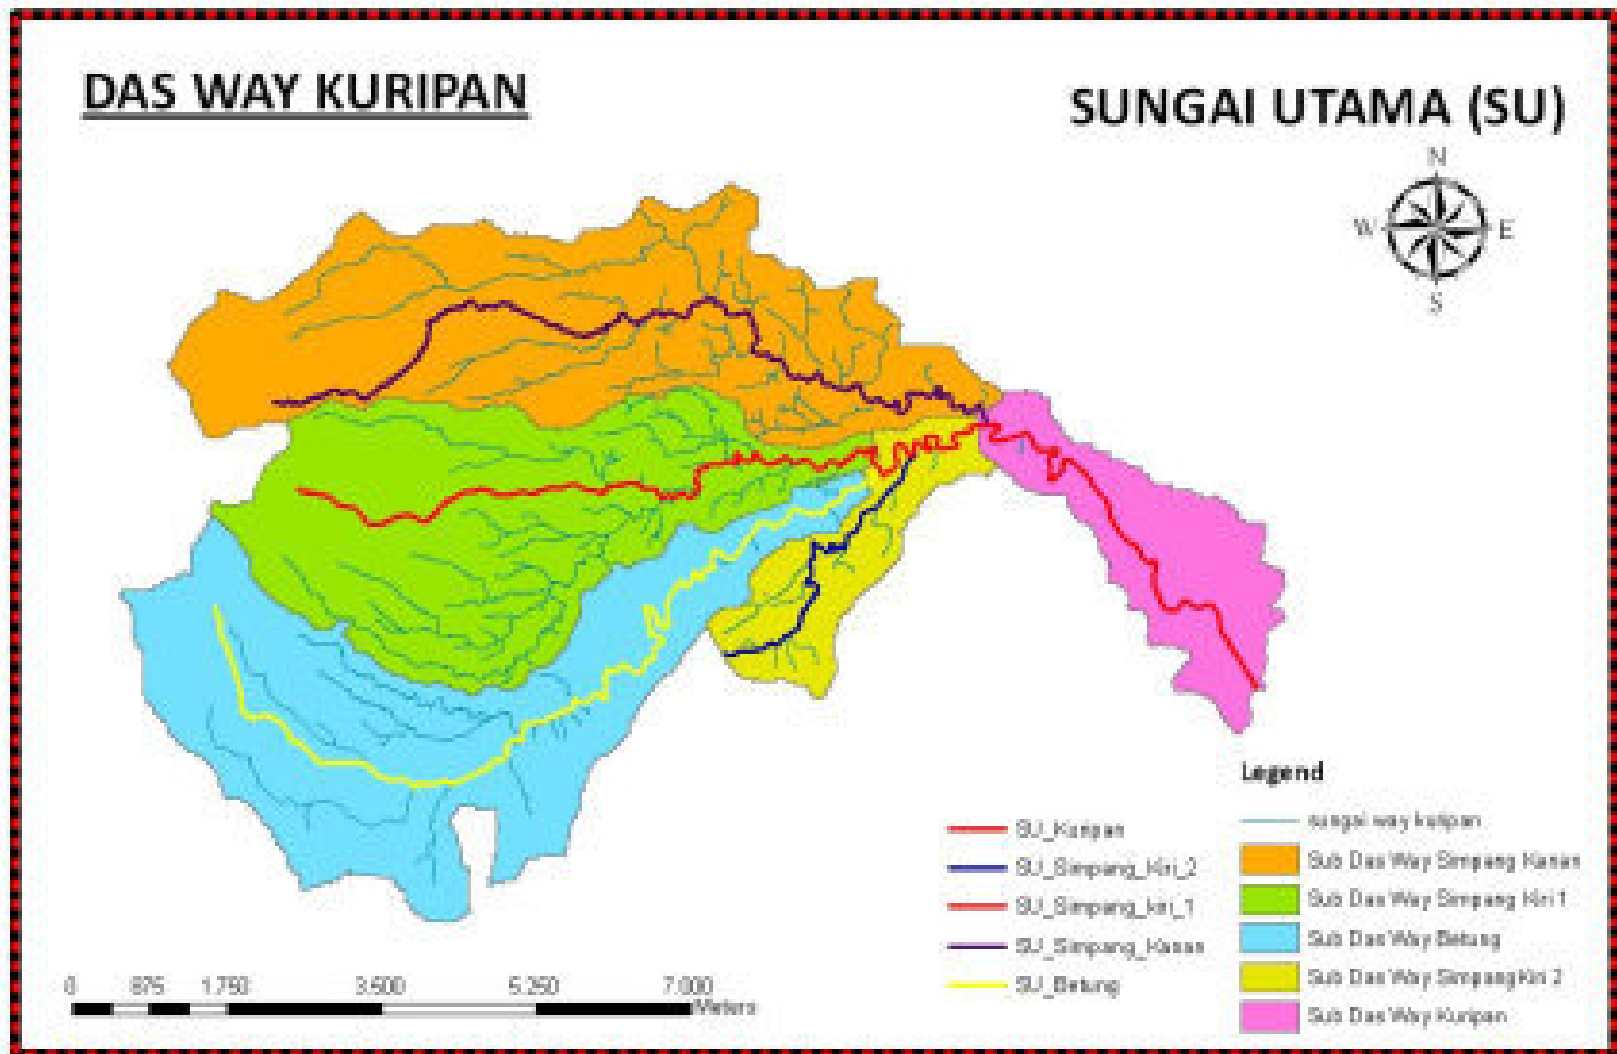 DAS WAY KURIPAN
SUNGAI UTAMA (SU)
N
W
E
S
Legend
SU_Kuripan
SU_Simpang_Kiri_2
SU_Simpang_kiri_1
SU_Simpang_Kanan
SU_Betung
sungai way kuripan
Sub Das Way Simpang Kanan
Sub Das Way Simpang Kiri 1
Sub Das Way Betung
Sub Das Way Simpang Kiri 2
Sub Das Way Kuripan
0 875 1.750 3.500 5.250 7.000
Meters